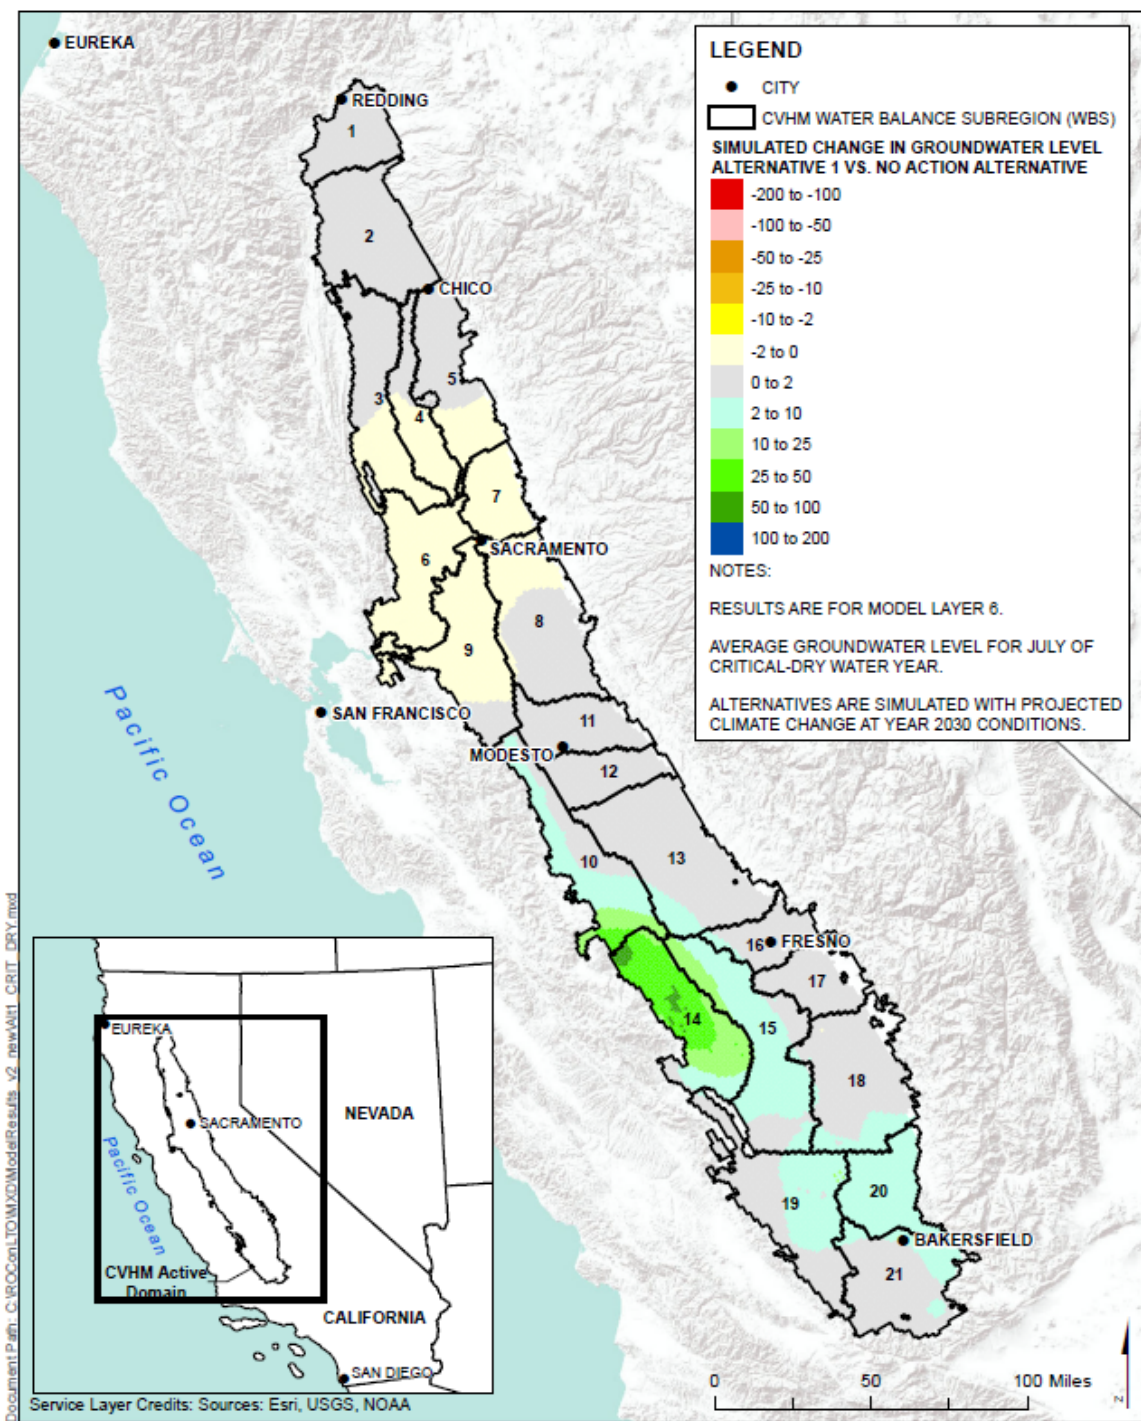 EUREKA
REDDING
1
2
CHICO
5
3
4
7
SACRAMENTO
6
8
9
SAN FRANCISCO
11
MODESTO
12
10
13
16
FRESNO
17
14
15
18
19
20
BAKERSFIELD
21
Pacific Ocean
LEGEND
CITY
CVHM WATER BALANCE SUBREGION (WBS)
SIMULATED CHANGE IN GROUNDWATER LEVEL
ALTERNATIVE 1 VS. NO ACTION ALTERNATIVE
-200 to -100
-100 to -50
-50 to -25
-25 to -10
-10 to -2
-2 to 0
0 to 2
2 to 10
10 to 25
25 to 50
50 to 100
100 to 200
NOTES:
RESULTS ARE FOR MODEL LAYER 6.
AVERAGE GROUNDWATER LEVEL FOR JULY OF
CRITICAL-DRY WATER YEAR.
ALTERNATIVES ARE SIMULATED WITH PROJECTED
CLIMATE CHANGE AT YEAR 2030 CONDITIONS.
EUREKA
SACRAMENTO
NEVADA
Pacific Ocean
CVHM Active
Domain
CALIFORNIA
SAN DIEGO
Service Layer Credits: Sources: Esri, USGS, NOAA
0 50 100 Miles
Z